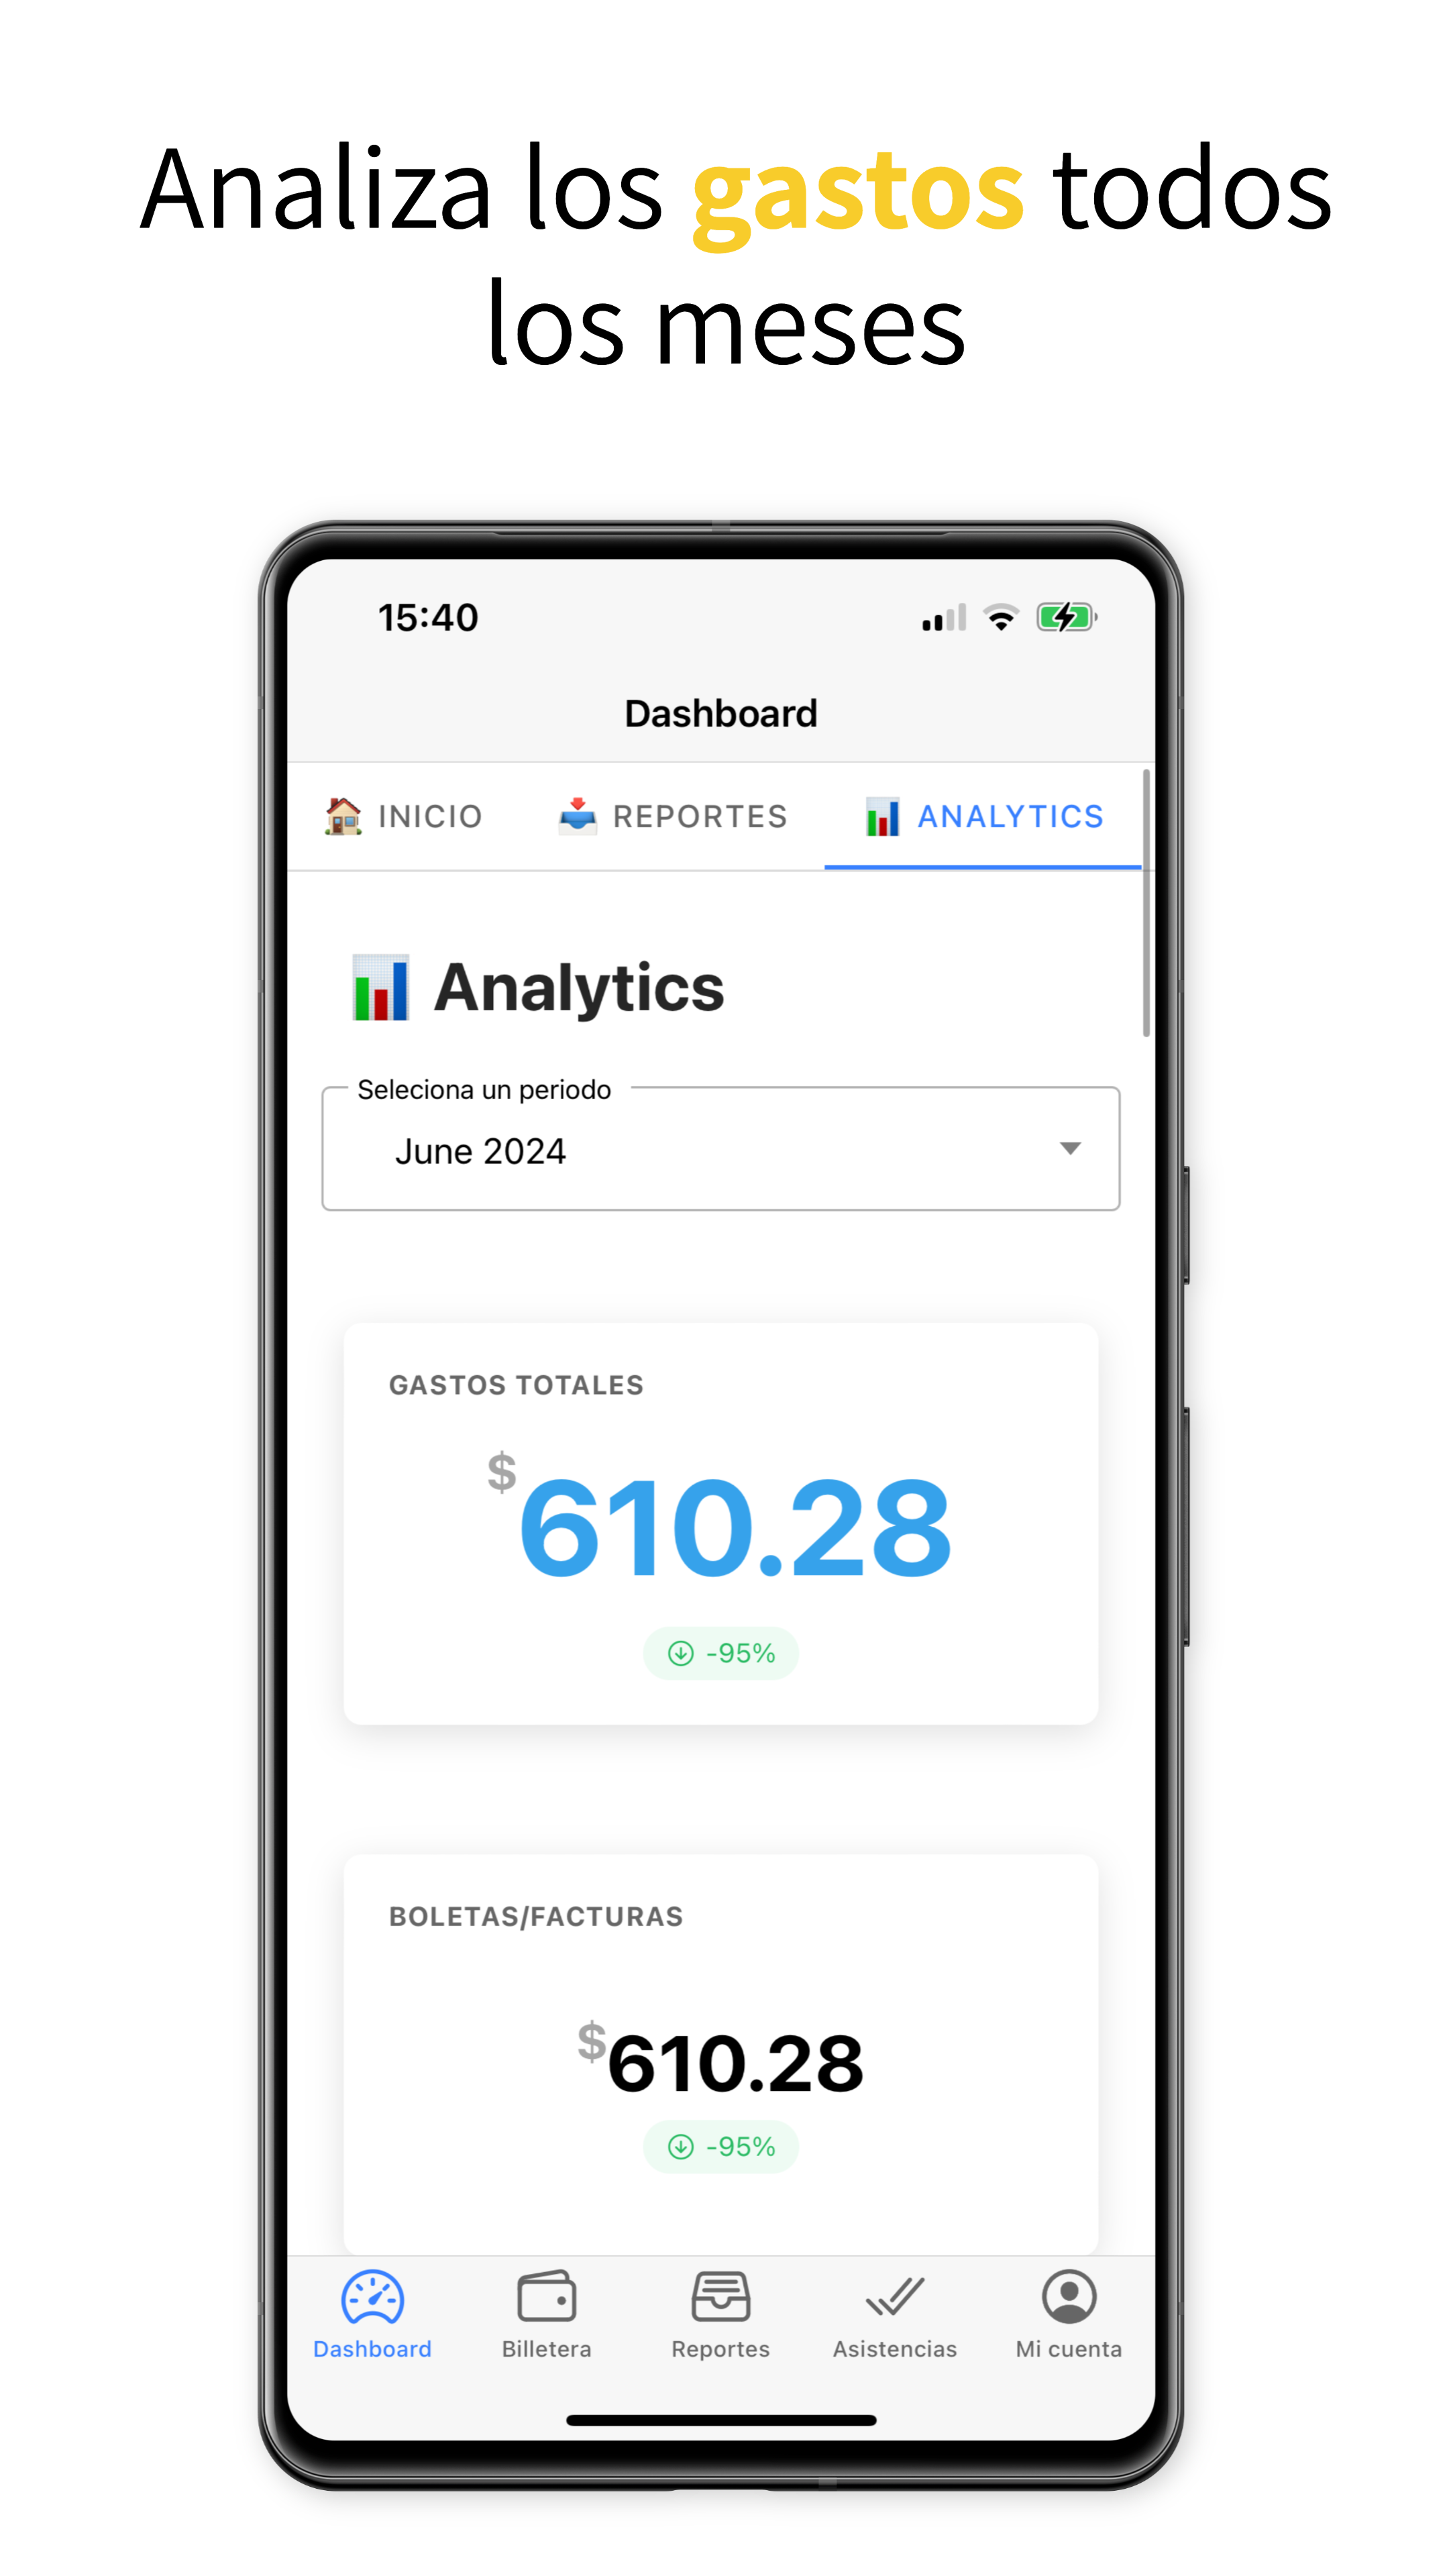 Analiza los gastos todos
los meses
15:40
Dashboard
INICIO REPORTES ANALYTICS
Analytics
Seleciona un periodo
June 2024
GASTOS TOTALES
$610.28
-95%
BOLETAS/FACTURAS
$610.28
-95%
Dashboard Billetera Reportes Asistencias Mi cuenta